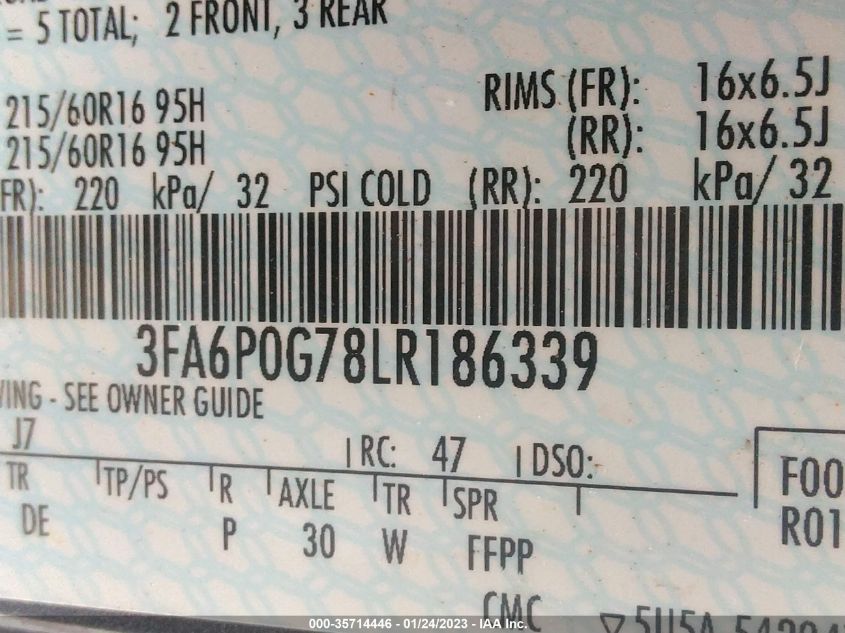 = 5 TOTAL; 2 FRONT, 3 REAR
215/60R16 95H RIMS (FR): 16x6.5J
215/60R16 95H (RR): 16x6.5J
FR): 220 kPa/ 32 PSI COLD (RR): 220 kPa/ 32
3FA6P0G78LR186339
WING - SEE OWNER GUIDE
J7 RC: 47 DSO:
TR TP/PS R AXLE TR SPR F00
DE P 30 W FFPP R01
CMC
000-35714446 - 01/24/2023 - IAA Inc.